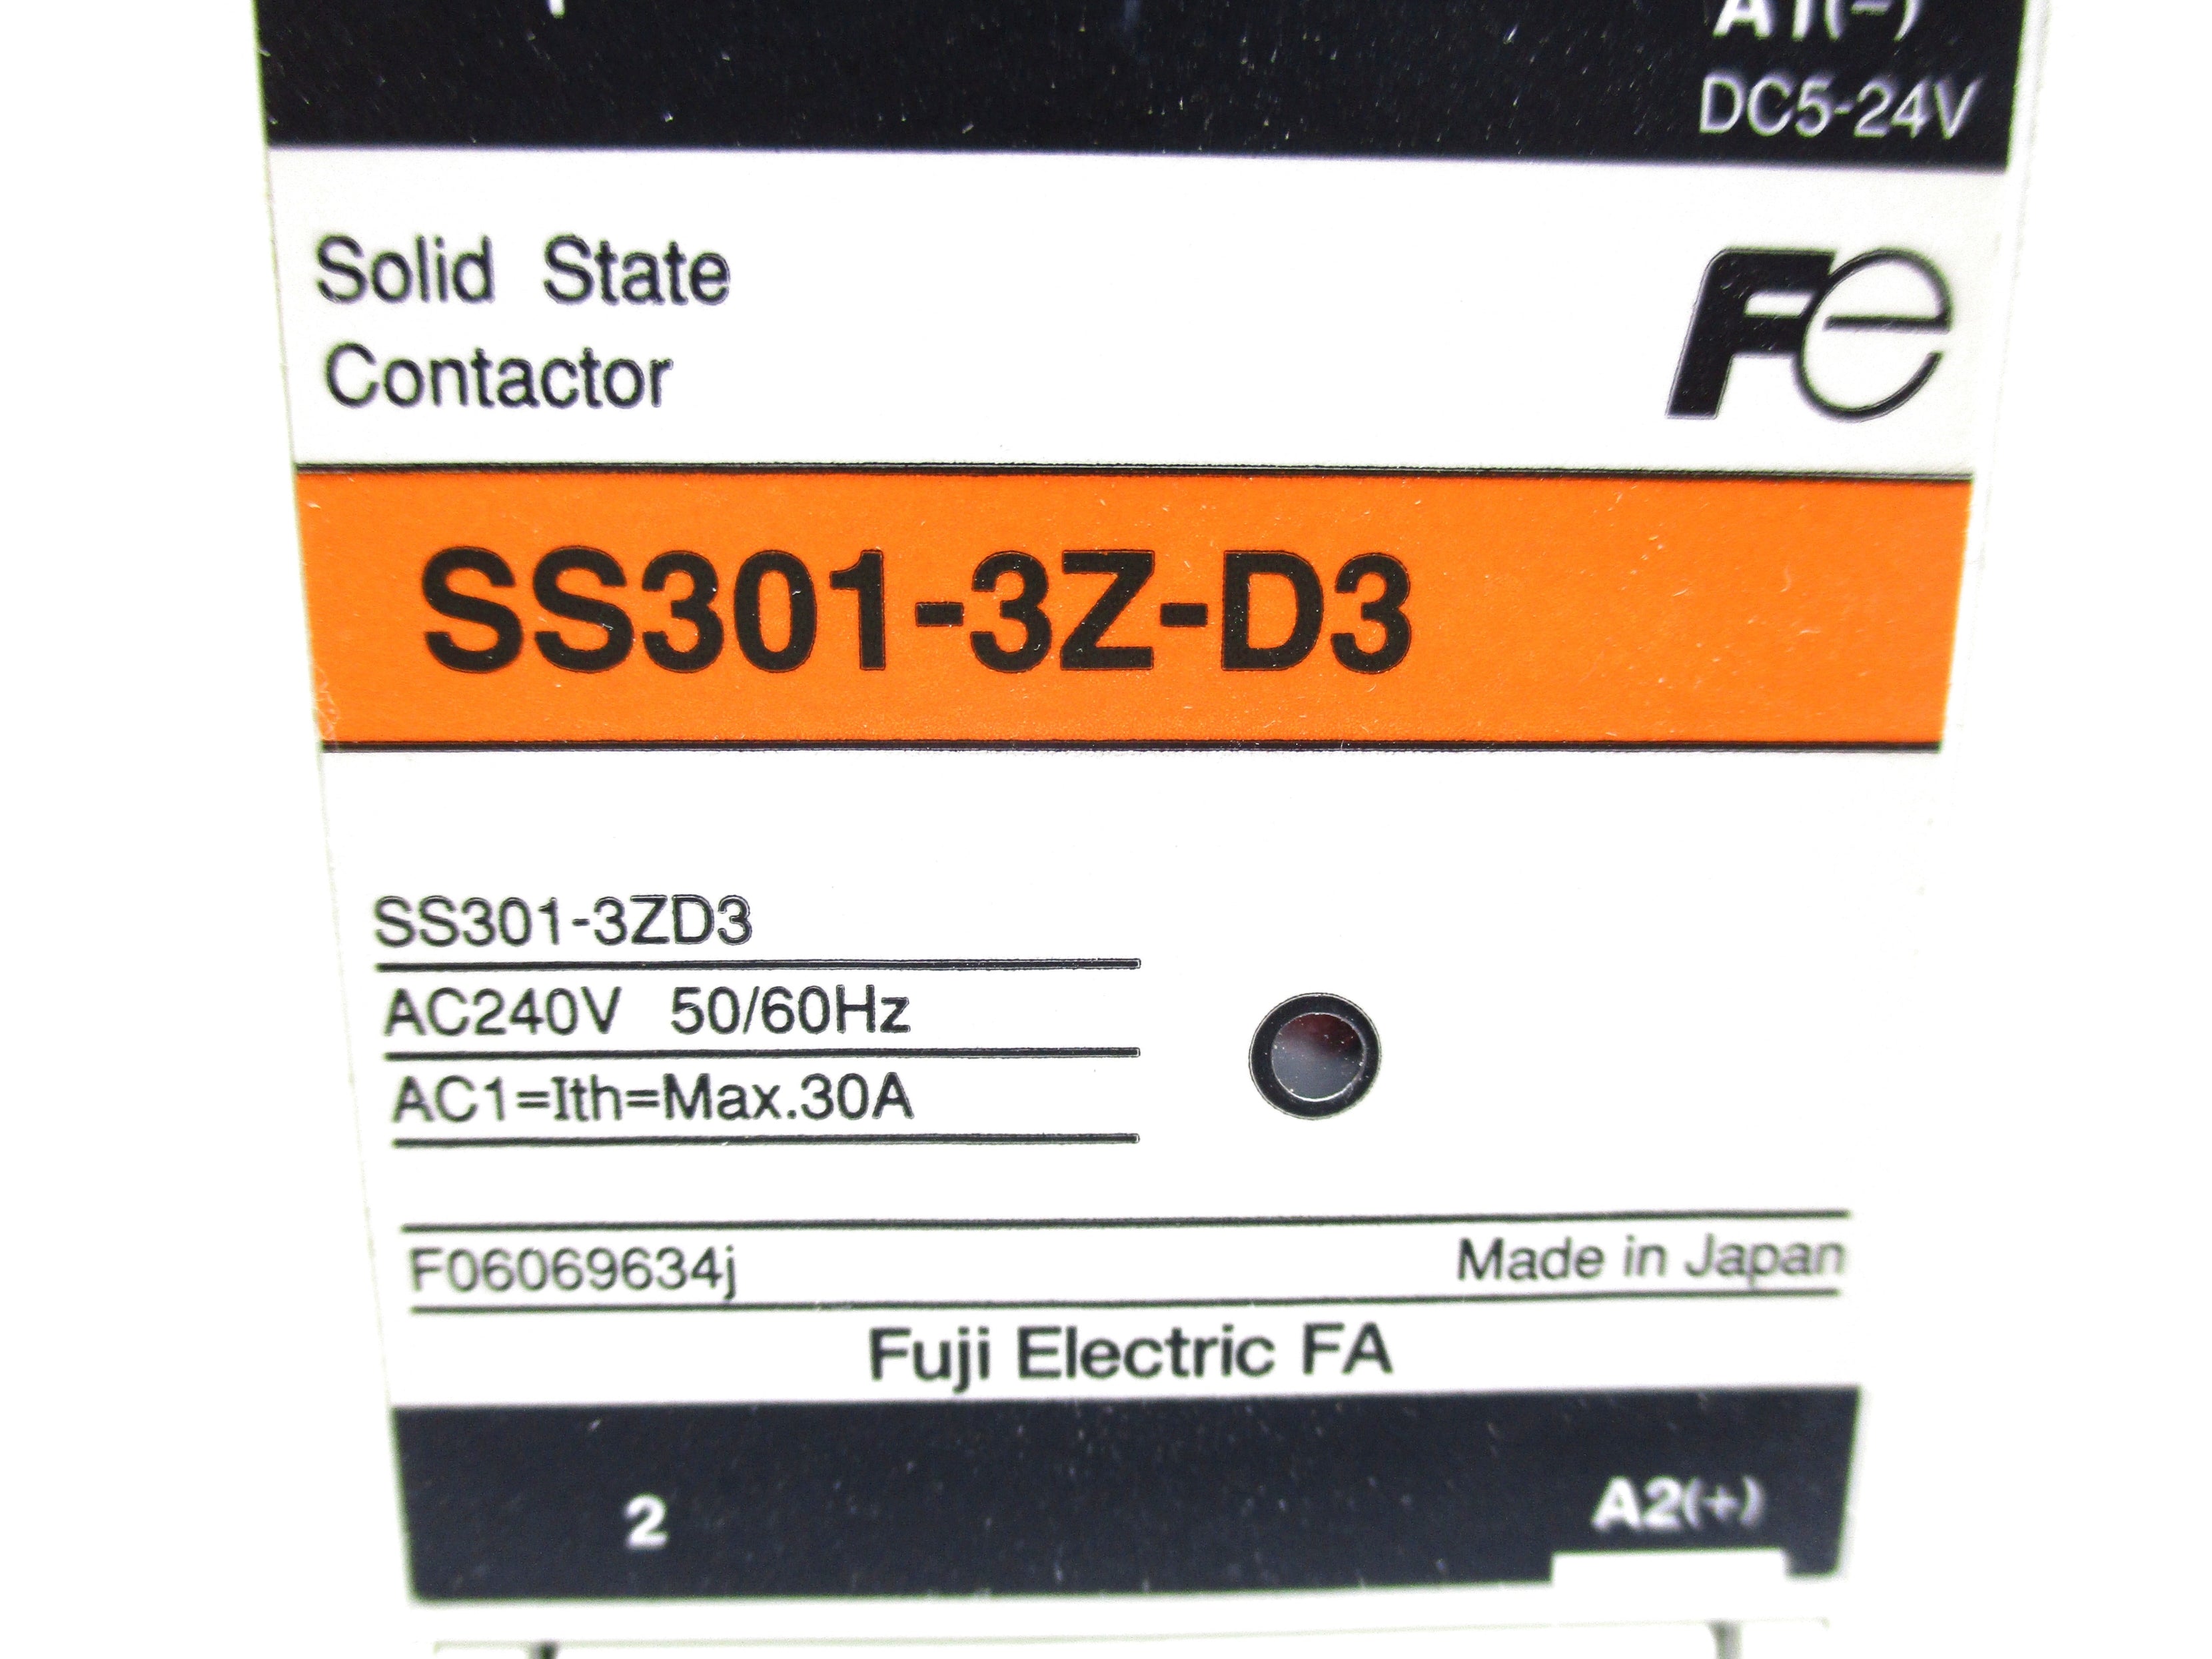 A1(-)
DC5-24V
Solid State
Contactor
Fe
SS301-3Z-D3
SS301-3ZD3
AC240V 50/60Hz
AC1=Ith=Max.30A
F06069634j
Made in Japan
Fuji Electric FA
2
A2(+)